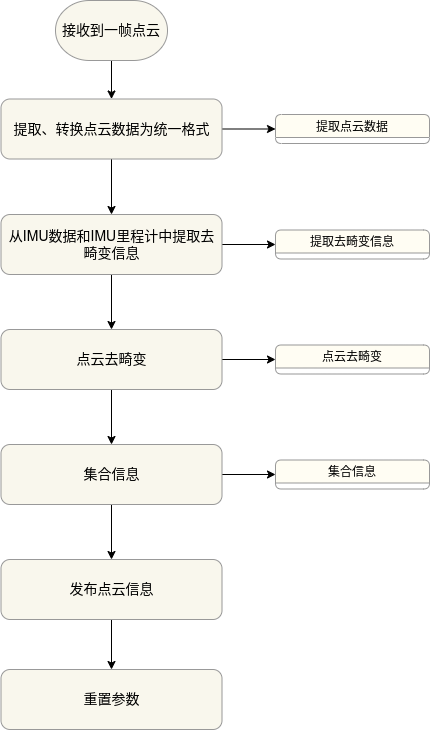 接收到一帧点云
提取、转换点云数据为统一格式
提取点云数据
从IMU数据和IMU里程计中提取去
畸变信息
提取去畸变信息
点云去畸变
点云去畸变
集合信息
集合信息
发布点云信息
重置参数